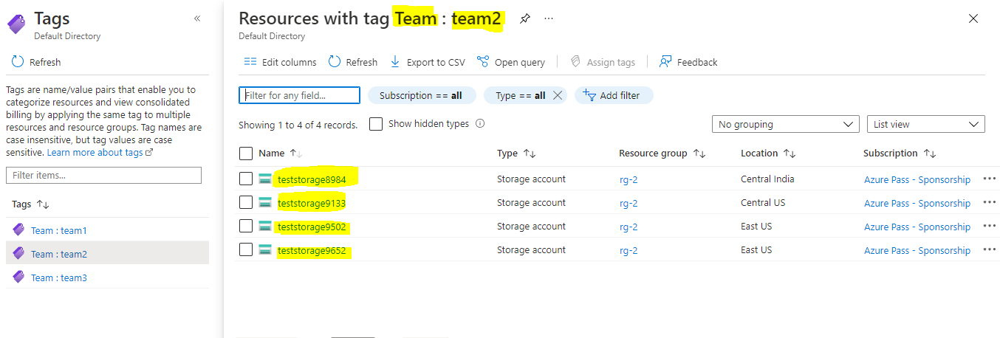 Tags
«
Default Directory
Refresh
Tags are name/value pairs that enable you to
categorize resources and view consolidated
billing by applying the same tag to multiple
resources and resource groups. Tag names are
case insensitive, but tag values are case
sensitive. Learn more about tags
Filter items...
Tags ↑↓
Team : team1
Team : team2
Team : team3
Resources with tag Team : team2
...
Default Directory
Edit columns Refresh Export to CSV Open query Assign tags Feedback
Filter for any field... Subscription == all Type == all Add filter
Showing 1 to 4 of 4 records. Show hidden types No grouping List view
Name ↑↓ Type ↑↓ Resource group ↑↓ Location ↑↓ Subscription ↑↓
teststorage8984 Storage account rg-2 Central India Azure Pass - Sponsorship ...
teststorage9133 Storage account rg-2 Central US Azure Pass - Sponsorship ...
teststorage9502 Storage account rg-2 East US Azure Pass - Sponsorship ...
teststorage9652 Storage account rg-2 East US Azure Pass - Sponsorship ...